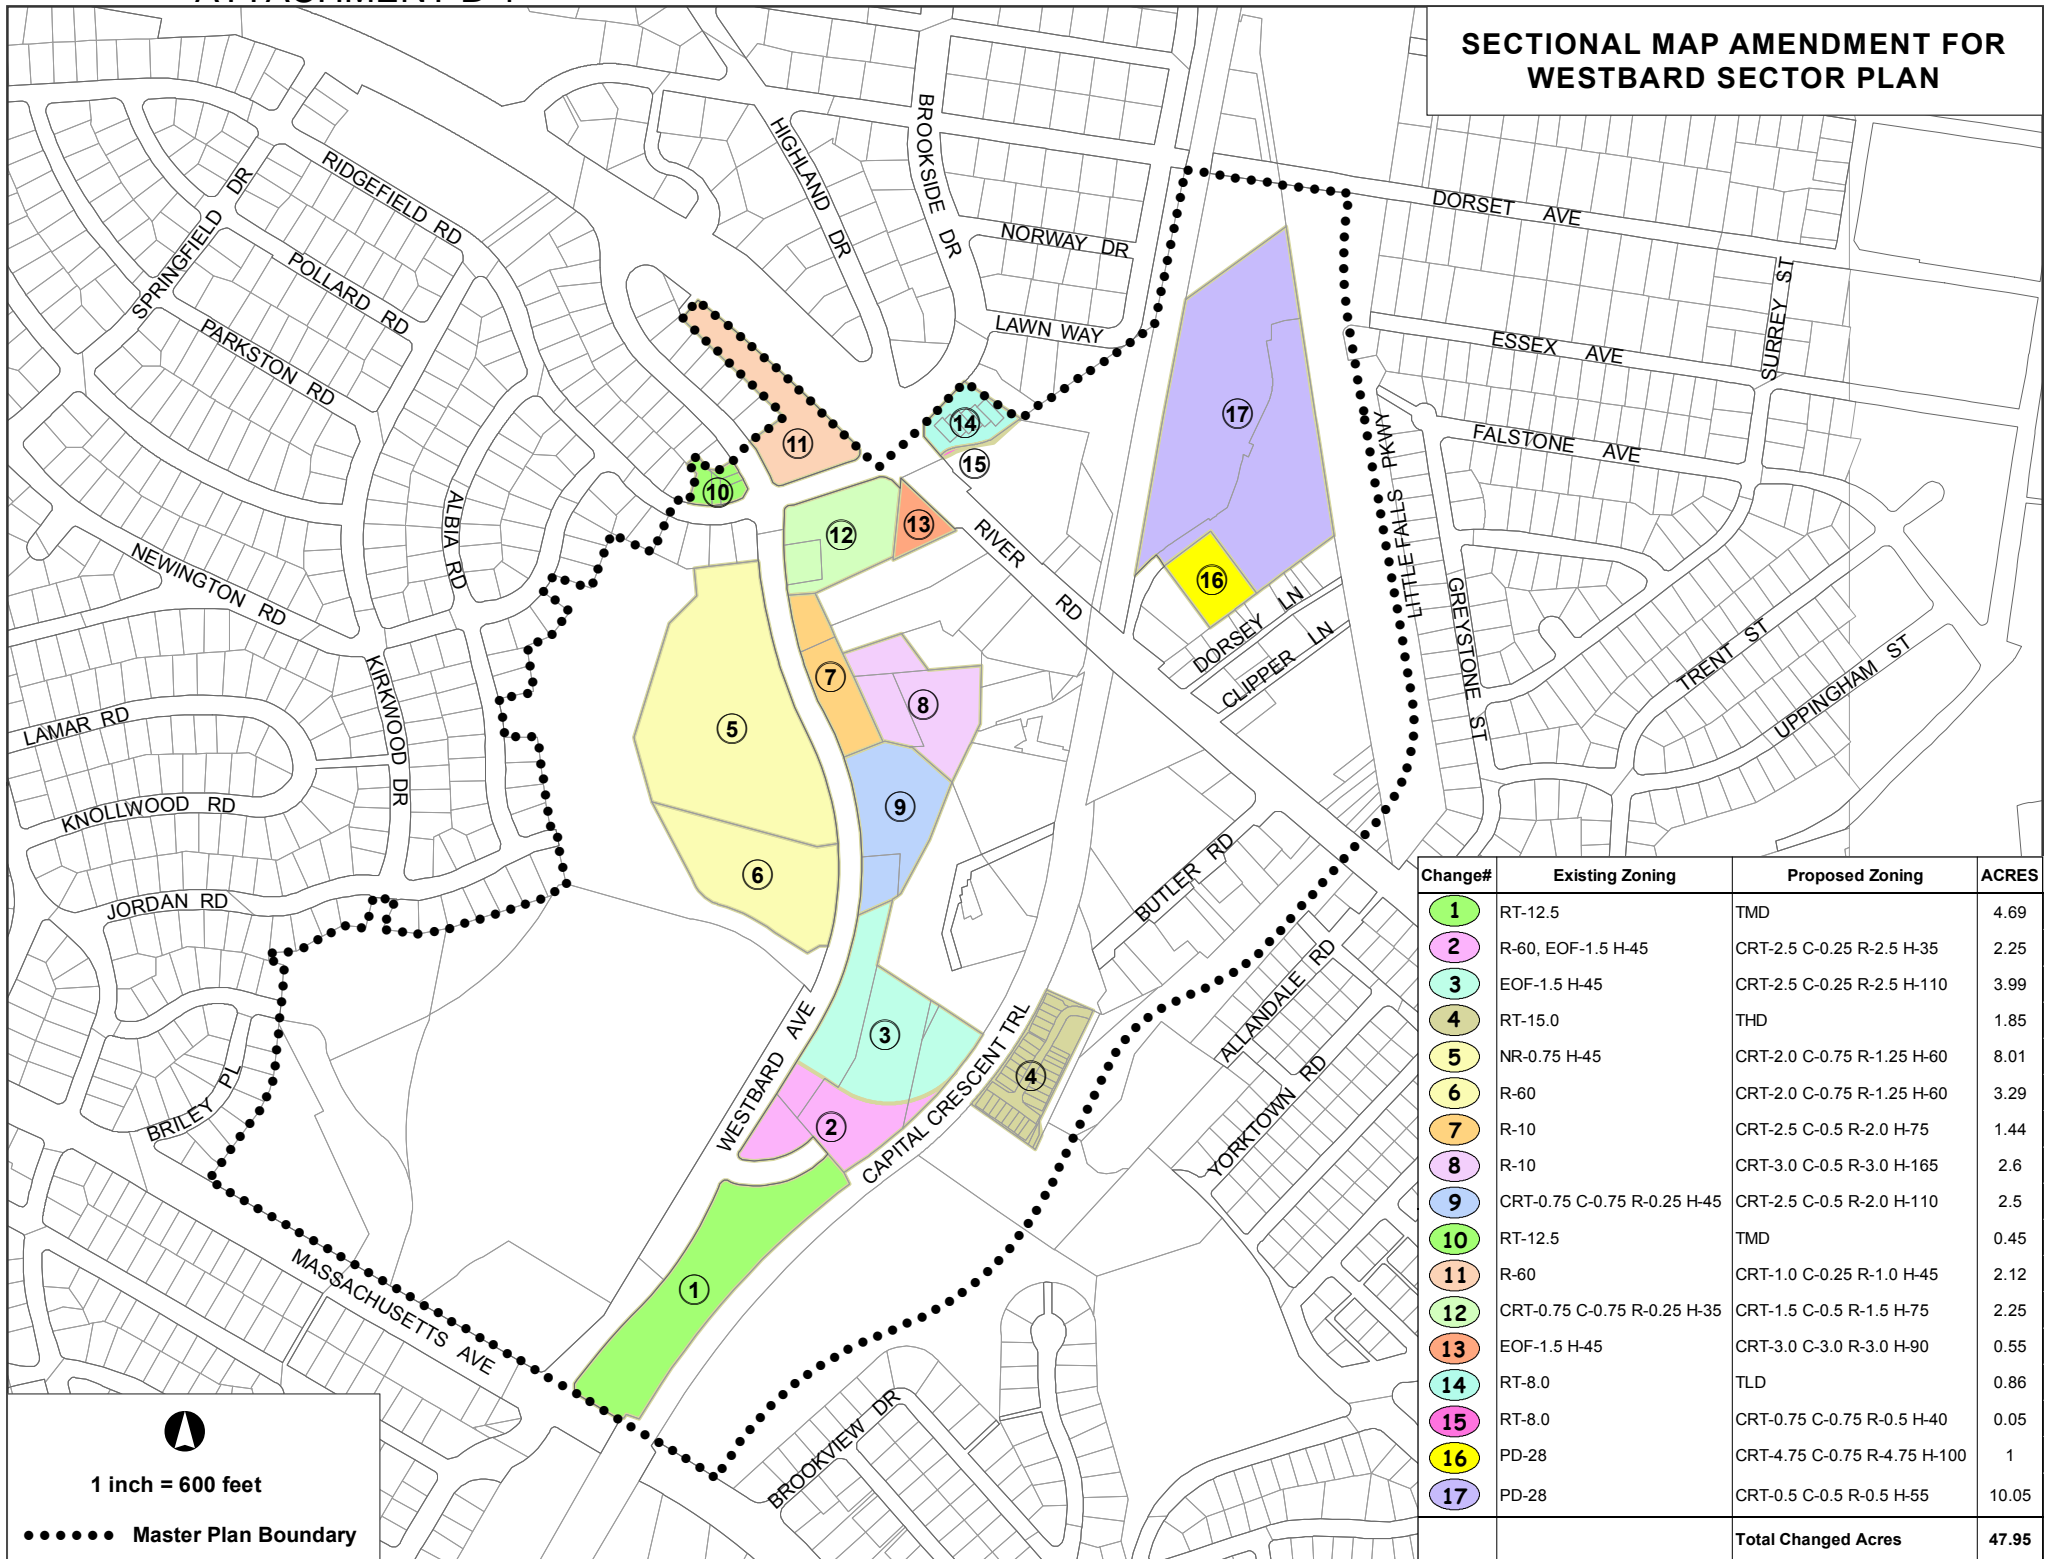 SECTIONAL MAP AMENDMENT FOR
WESTBARD SECTOR PLAN
RIDGEFIELD RD
SPRINGFIELD DR
POLLARD RD
PARKSTON RD
HIGHLAND DR
BROOKSIDE DR
NORWAY DR
LAWN WAY
DORSET AVE
SURREY ST
ESSEX AVE
FALSTONE AVE
LITTLE FALLS PKWY
GREYSTONE ST
TRENT ST
UPPINGHAM ST
ALBIA RD
NEWINGTON RD
KIRKWOOD DR
LAMAR RD
KNOLLWOOD RD
JORDAN RD
BRILEY PL
MASSACHUSETTS AVE
WESTBARD AVE
CAPITAL CRESCENT TRL
RIVER RD
DORSEY LN
CLIPPER LN
BUTLER RD
ALLANDALE RD
YORKTOWN RD
BROOKVIEW DR
11
10
12
13
14
15
17
16
5
7
8
9
6
3
4
2
1
Change# Existing Zoning Proposed Zoning ACRES
1 RT-12.5 TMD 4.69
2 R-60, EOF-1.5 H-45 CRT-2.5 C-0.25 R-2.5 H-35 2.25
3 EOF-1.5 H-45 CRT-2.5 C-0.25 R-2.5 H-110 3.99
4 RT-15.0 THD 1.85
5 NR-0.75 H-45 CRT-2.0 C-0.75 R-1.25 H-60 8.01
6 R-60 CRT-2.0 C-0.75 R-1.25 H-60 3.29
7 R-10 CRT-2.5 C-0.5 R-2.0 H-75 1.44
8 R-10 CRT-3.0 C-0.5 R-3.0 H-165 2.6
9 CRT-0.75 C-0.75 R-0.25 H-45 CRT-2.5 C-0.5 R-2.0 H-110 2.5
10 RT-12.5 TMD 0.45
11 R-60 CRT-1.0 C-0.25 R-1.0 H-45 2.12
12 CRT-0.75 C-0.75 R-0.25 H-35 CRT-1.5 C-0.5 R-1.5 H-75 2.25
13 EOF-1.5 H-45 CRT-3.0 C-3.0 R-3.0 H-90 0.55
14 RT-8.0 TLD 0.86
15 RT-8.0 CRT-0.75 C-0.75 R-0.5 H-40 0.05
16 PD-28 CRT-4.75 C-0.75 R-4.75 H-100 1
17 PD-28 CRT-0.5 C-0.5 R-0.5 H-55 10.05
Total Changed Acres 47.95
1 inch = 600 feet
Master Plan Boundary